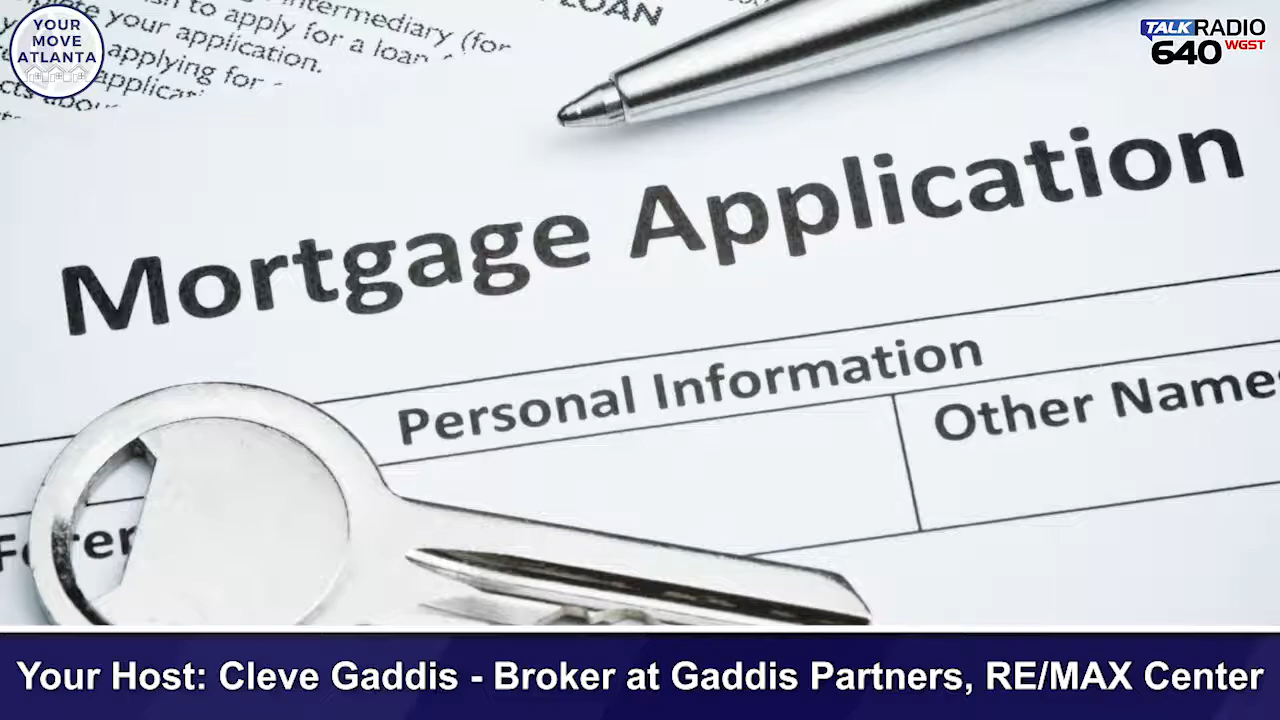 YOUR
MOVE
ATLANTA
to apply for a loan
intermediary (for
your application.
applying for
LOAN
TALK RADIO
640 WGST
Mortgage Application
Personal Information
Other Names
Your Host: Cleve Gaddis - Broker at Gaddis Partners, RE/MAX Center